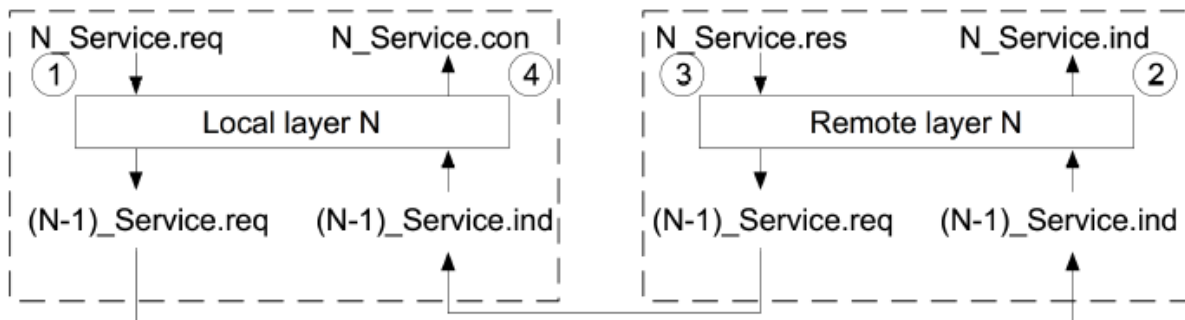 N_Service.req N_Service.con N_Service.res N_Service.ind
1 4 3 2
Local layer N Remote layer N
(N-1)_Service.req (N-1)_Service.ind (N-1)_Service.req (N-1)_Service.ind